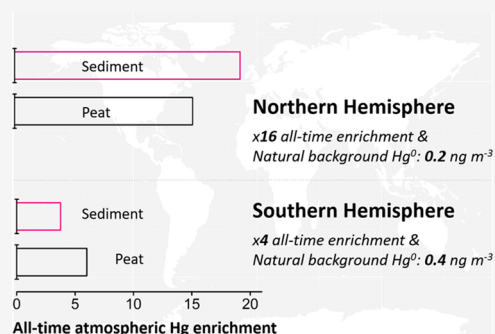 Sediment
Peat
Northern Hemisphere
x16 all-time enrichment &
Natural background Hg⁰: 0.2 ng m⁻³
Sediment
Peat
Southern Hemisphere
x4 all-time enrichment &
Natural background Hg⁰: 0.4 ng m⁻³
0 5 10 15 20
All-time atmospheric Hg enrichment